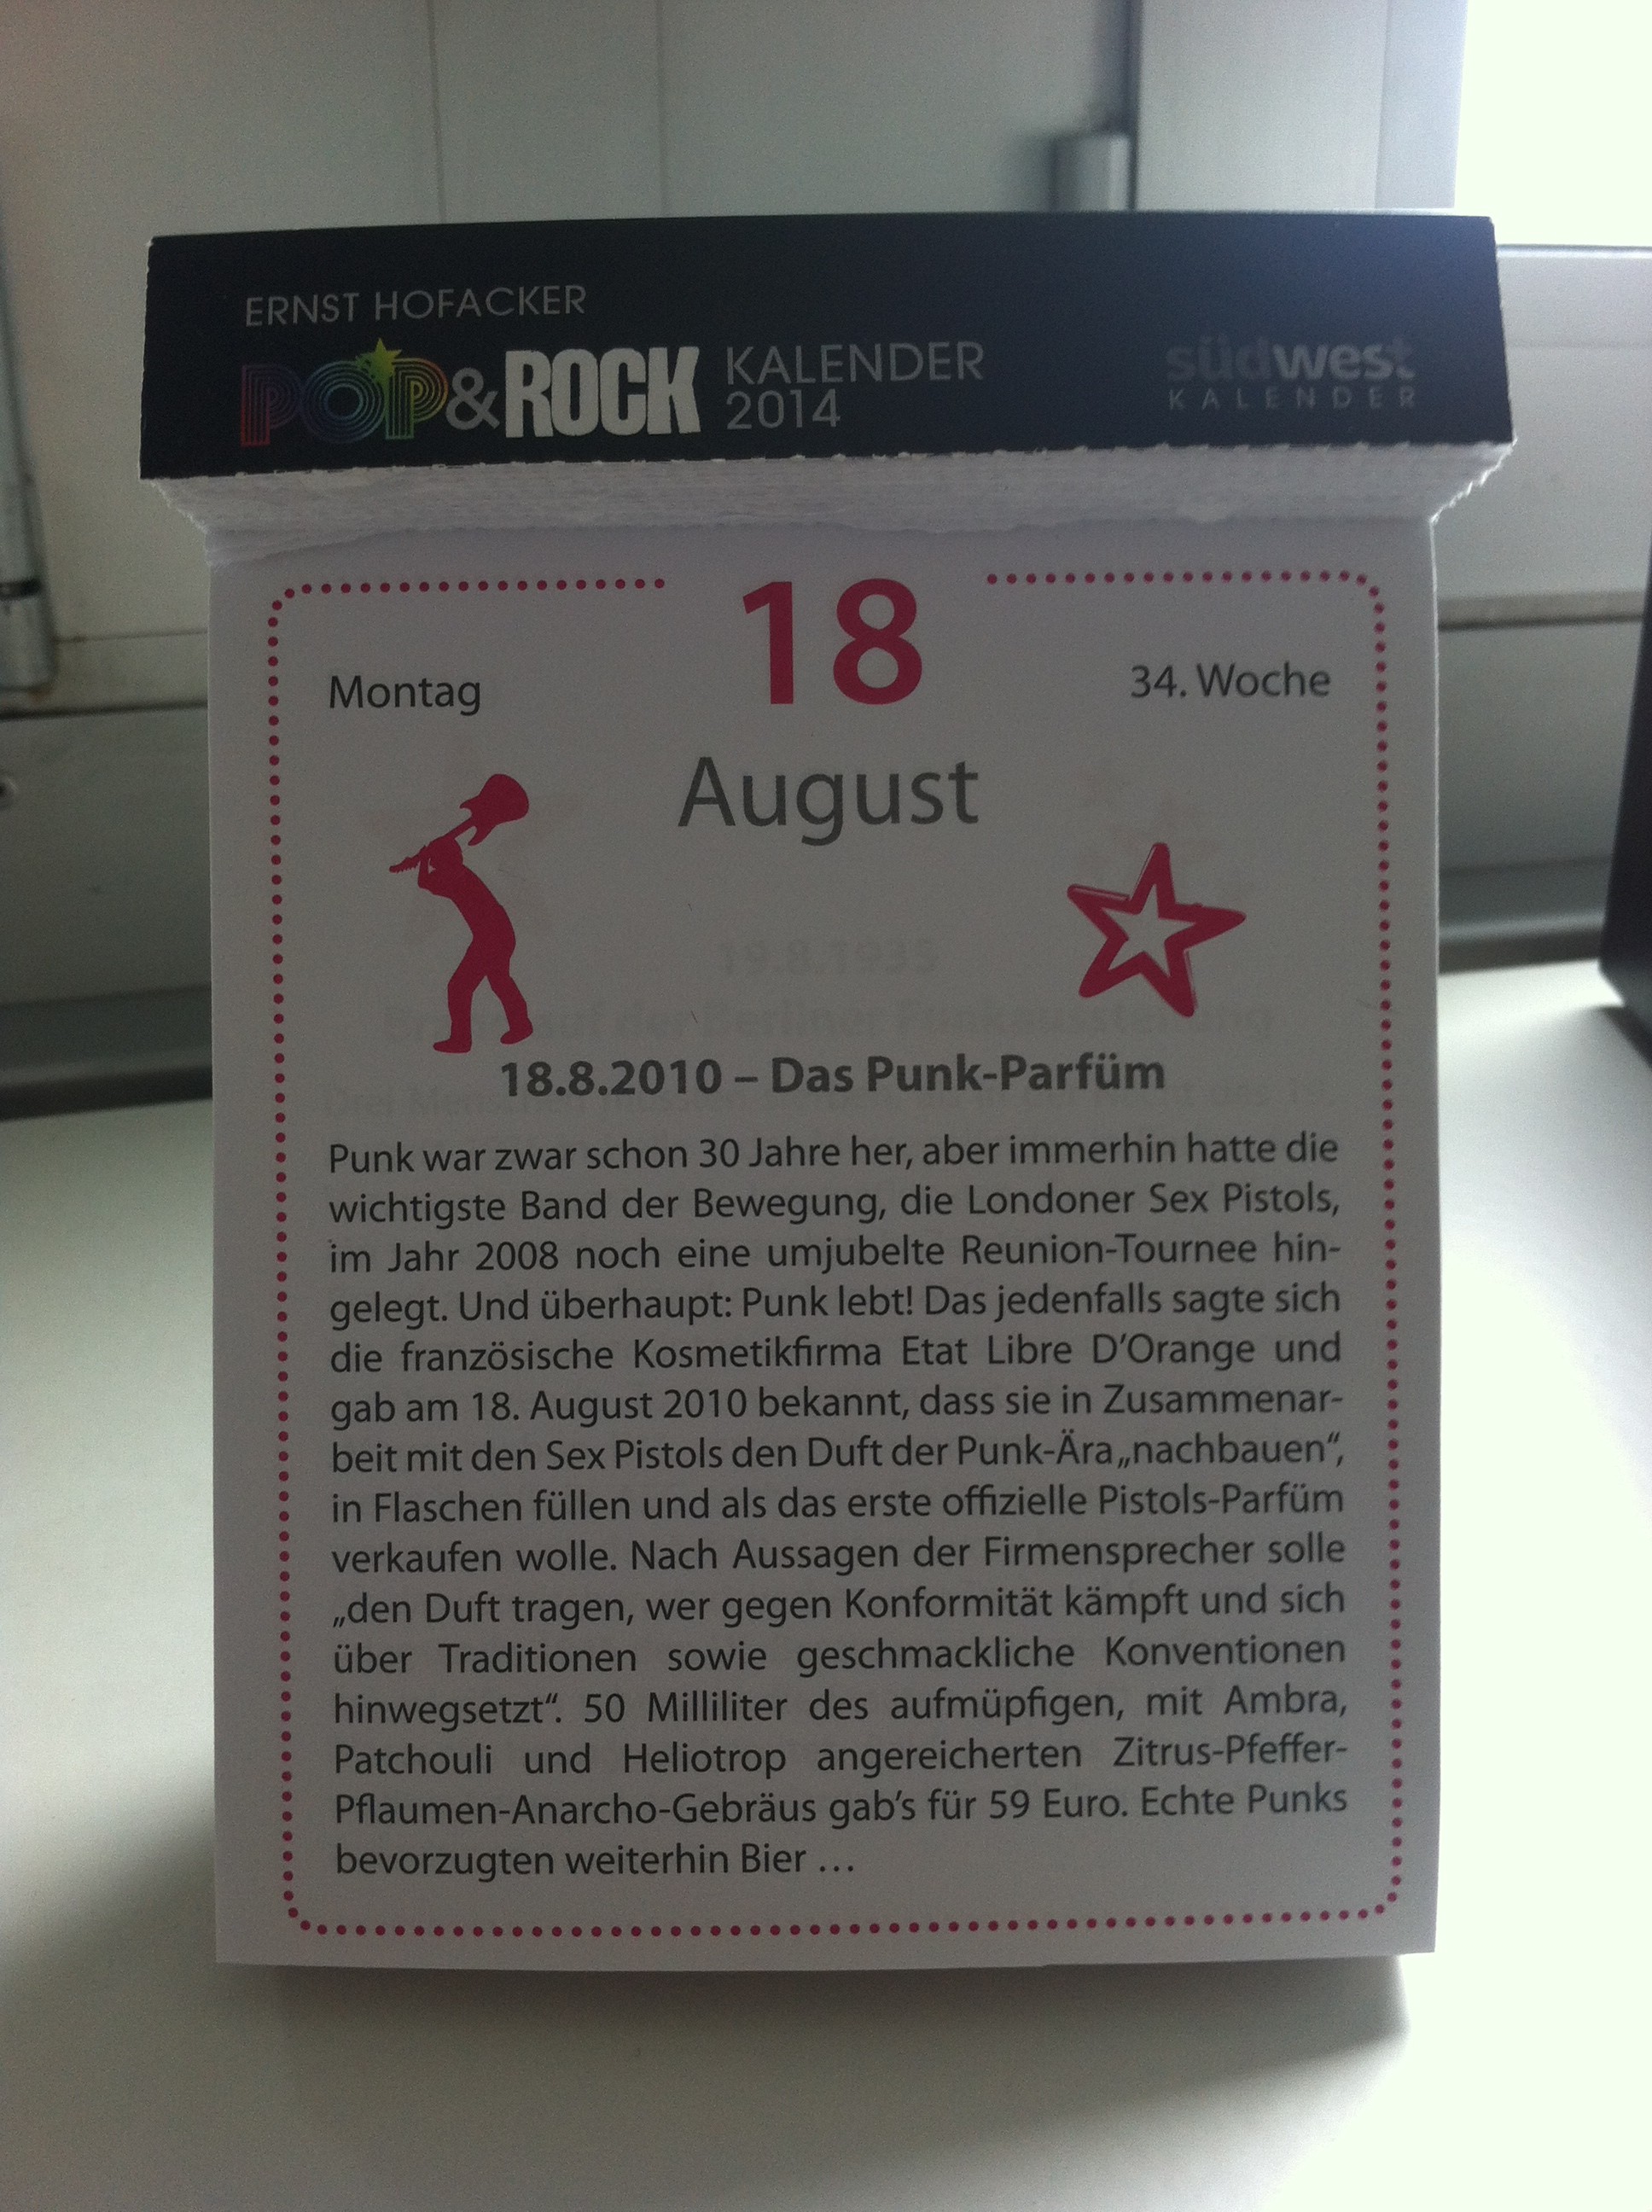 ERNST HOFACKER
POP&ROCK KALENDER 2014
südwest
KALENDER
18
Montag
34. Woche
August
19.8.1935
18.8.2010 – Das Punk-Parfüm
Punk war zwar schon 30 Jahre her, aber immerhin hatte die
wichtigste Band der Bewegung, die Londoner Sex Pistols,
im Jahr 2008 noch eine umjubelte Reunion-Tournee hin-
gelegt. Und überhaupt: Punk lebt! Das jedenfalls sagte sich
die französische Kosmetikfirma Etat Libre D’Orange und
gab am 18. August 2010 bekannt, dass sie in Zusammenar-
beit mit den Sex Pistols den Duft der Punk-Ära „nachbauen“,
in Flaschen füllen und als das erste offizielle Pistols-Parfüm
verkaufen wolle. Nach Aussagen der Firmensprecher solle
„den Duft tragen, wer gegen Konformität kämpft und sich
über Traditionen sowie geschmackliche Konventionen
hinwegsetzt“. 50 Milliliter des aufmüpfigen, mit Ambra,
Patchouli und Heliotrop angereicherten Zitrus-Pfeffer-
Pflaumen-Anarcho-Gebräus gab’s für 59 Euro. Echte Punks
bevorzugten weiterhin Bier …